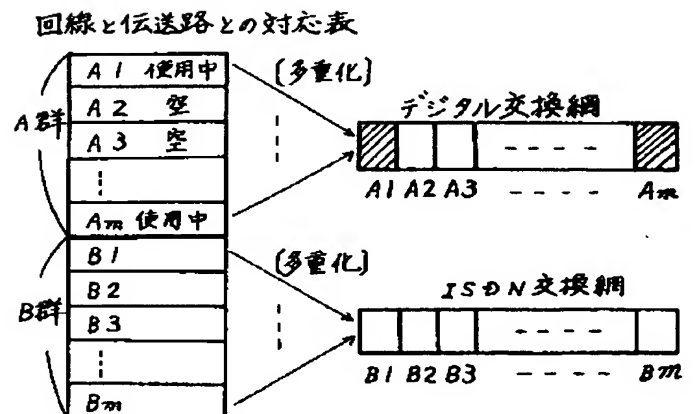 回線と伝送路との対応表
A群
A1 使用中
A2 空
A3 空
Am 使用中
B群
B1
B2
B3
Bm
〔多重化〕
デジタル交換網
A1 A2 A3 ---- Am
〔多重化〕
ISDN交換網
B1 B2 B3 ---- Bm